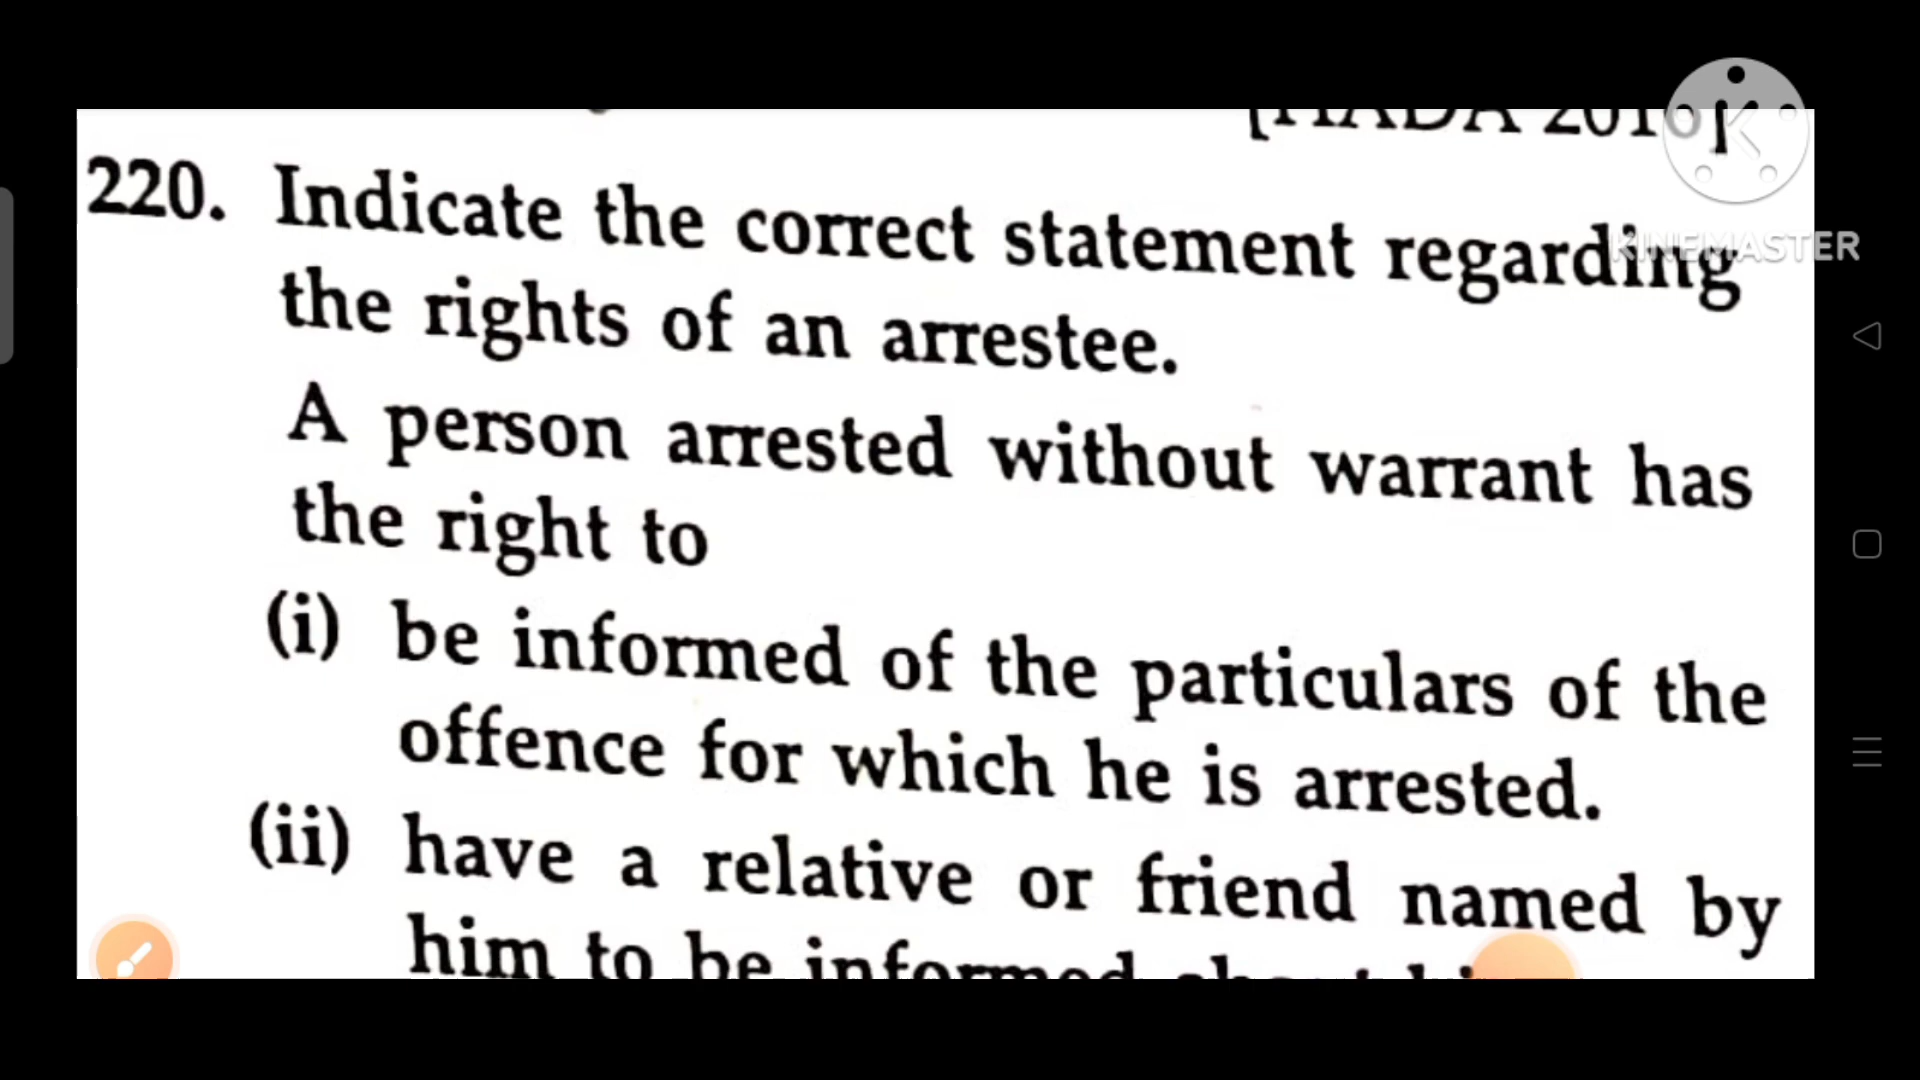 220. Indicate the correct statement regarding
the rights of an arrestee.
A person arrested without warrant has
the right to
(i) be informed of the particulars of the
offence for which he is arrested.
(ii) have a relative or friend named by
him to be informed about
KINEMASTER